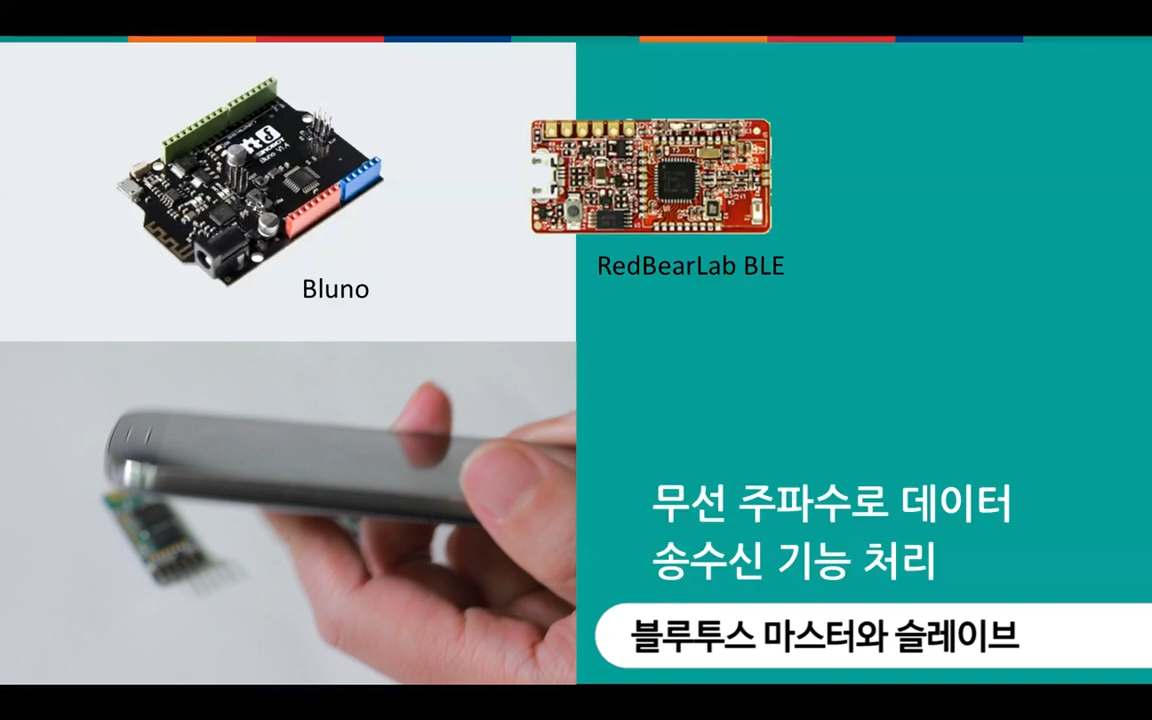 Bluno
RedBearLab BLE
무선 주파수로 데이터
송수신 기능 처리
블루투스 마스터와 슬레이브